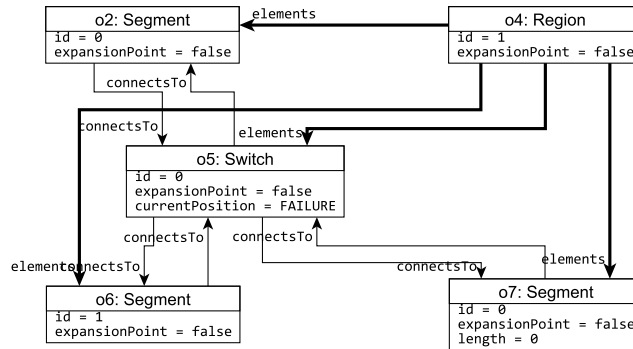 o2: Segment
id = 0
expansionPoint = false
elements
o4: Region
id = 1
expansionPoint = false
connectsTo
connectsTo
elements
o5: Switch
id = 0
expansionPoint = false
currentPosition = FAILURE
connectsTo
connectsTo
elements
connectsTo
connectsTo
elements
o6: Segment
id = 1
expansionPoint = false
o7: Segment
id = 0
expansionPoint = false
length = 0